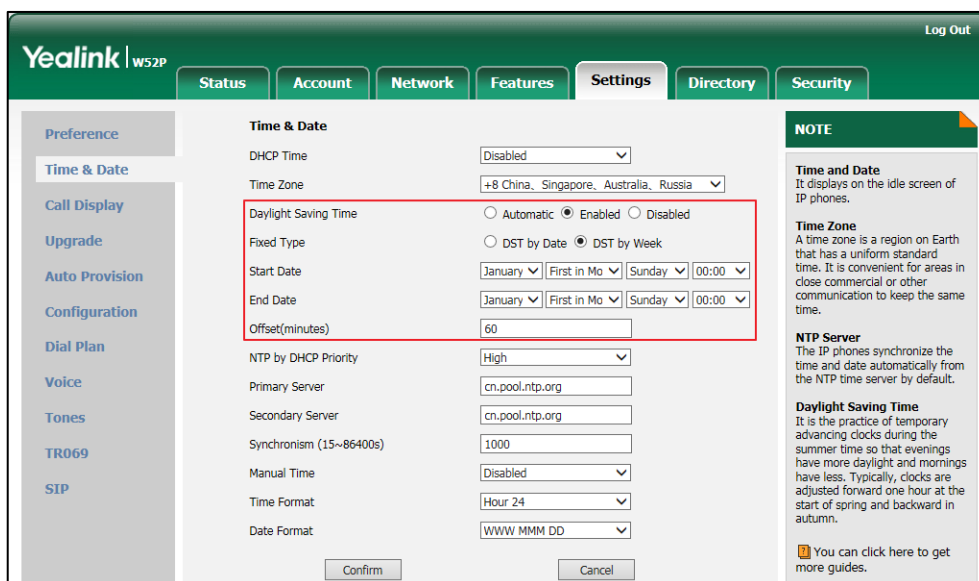 Log Out
Yealink | W52P
Status Account Network Features Settings Directory Security
Preference
Time & Date
Call Display
Upgrade
Auto Provision
Configuration
Dial Plan
Voice
Tones
TR069
SIP
Time & Date
DHCP Time Disabled
Time Zone +8 China、Singapore、Australia、Russia
Daylight Saving Time Automatic Enabled Disabled
Fixed Type DST by Date DST by Week
Start Date January First in Mo Sunday 00:00
End Date January First in Mo Sunday 00:00
Offset(minutes) 60
NTP by DHCP Priority High
Primary Server cn.pool.ntp.org
Secondary Server cn.pool.ntp.org
Synchronism (15~86400s) 1000
Manual Time Disabled
Time Format Hour 24
Date Format WWW MMM DD
Confirm Cancel
NOTE
Time and Date
It displays on the idle screen of
IP phones.
Time Zone
A time zone is a region on Earth
that has a uniform standard
time. It is convenient for areas in
close commercial or other
communication to keep the same
time.
NTP Server
The IP phones synchronize the
time and date automatically from
the NTP time server by default.
Daylight Saving Time
It is the practice of temporary
advancing clocks during the
summer time so that evenings
have more daylight and mornings
have less. Typically, clocks are
adjusted forward one hour at the
start of spring and backward in
autumn.
You can click here to get
more guides.